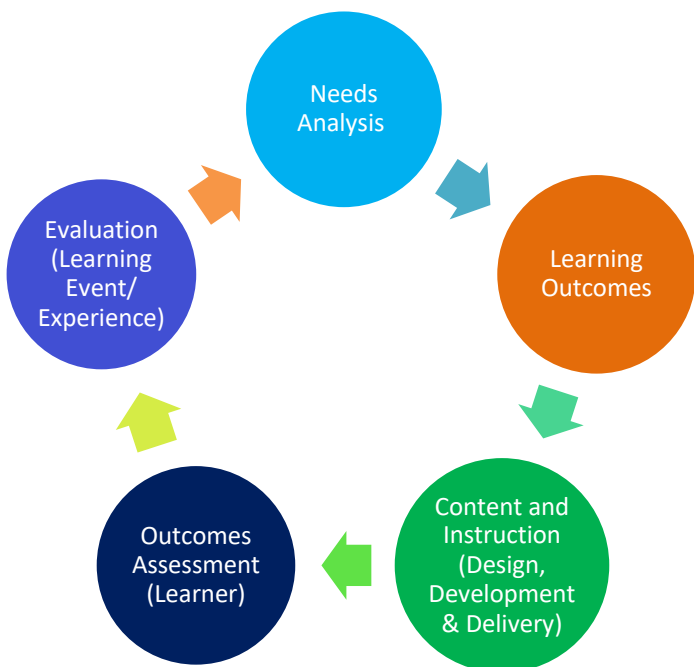 Needs
Analysis
Learning
Outcomes
Content and
Instruction
(Design,
Development
& Delivery)
Outcomes
Assessment
(Learner)
Evaluation
(Learning
Event/
Experience)